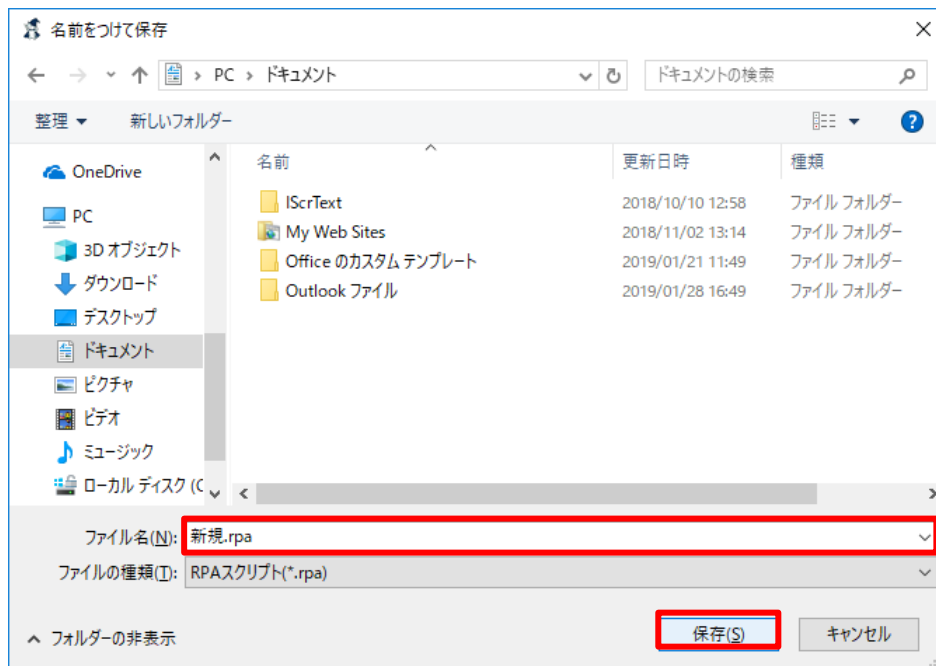 名前をつけて保存
PC › ドキュメント
ドキュメントの検索
整理 新しいフォルダー
名前 更新日時 種類
OneDrive
PC
3D オブジェクト
ダウンロード
デスクトップ
ドキュメント
ピクチャ
ビデオ
ミュージック
ローカル ディスク (C
IScrText 2018/10/10 12:58 ファイル フォルダー
My Web Sites 2018/11/02 13:14 ファイル フォルダー
Office のカスタム テンプレート 2019/01/21 11:49 ファイル フォルダー
Outlook ファイル 2019/01/28 16:49 ファイル フォルダー
ファイル名(N): 新規.rpa
ファイルの種類(T): RPAスクリプト(*.rpa)
フォルダーの非表示
保存(S) キャンセル